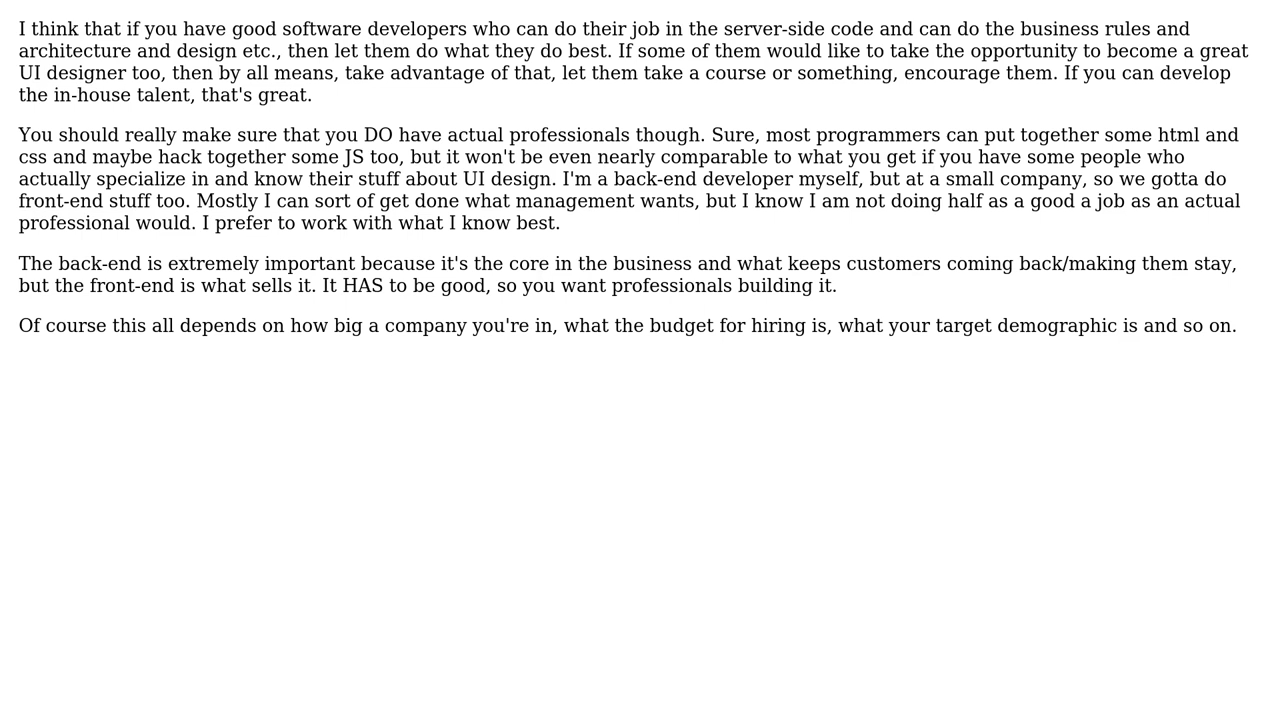 I think that if you have good software developers who can do their job in the server-side code and can do the business rules and
architecture and design etc., then let them do what they do best. If some of them would like to take the opportunity to become a great
UI designer too, then by all means, take advantage of that, let them take a course or something, encourage them. If you can develop
the in-house talent, that's great.
You should really make sure that you DO have actual professionals though. Sure, most programmers can put together some html and
css and maybe hack together some JS too, but it won't be even nearly comparable to what you get if you have some people who
actually specialize in and know their stuff about UI design. I'm a back-end developer myself, but at a small company, so we gotta do
front-end stuff too. Mostly I can sort of get done what management wants, but I know I am not doing half as a good a job as an actual
professional would. I prefer to work with what I know best.
The back-end is extremely important because it's the core in the business and what keeps customers coming back/making them stay,
but the front-end is what sells it. It HAS to be good, so you want professionals building it.
Of course this all depends on how big a company you're in, what the budget for hiring is, what your target demographic is and so on.